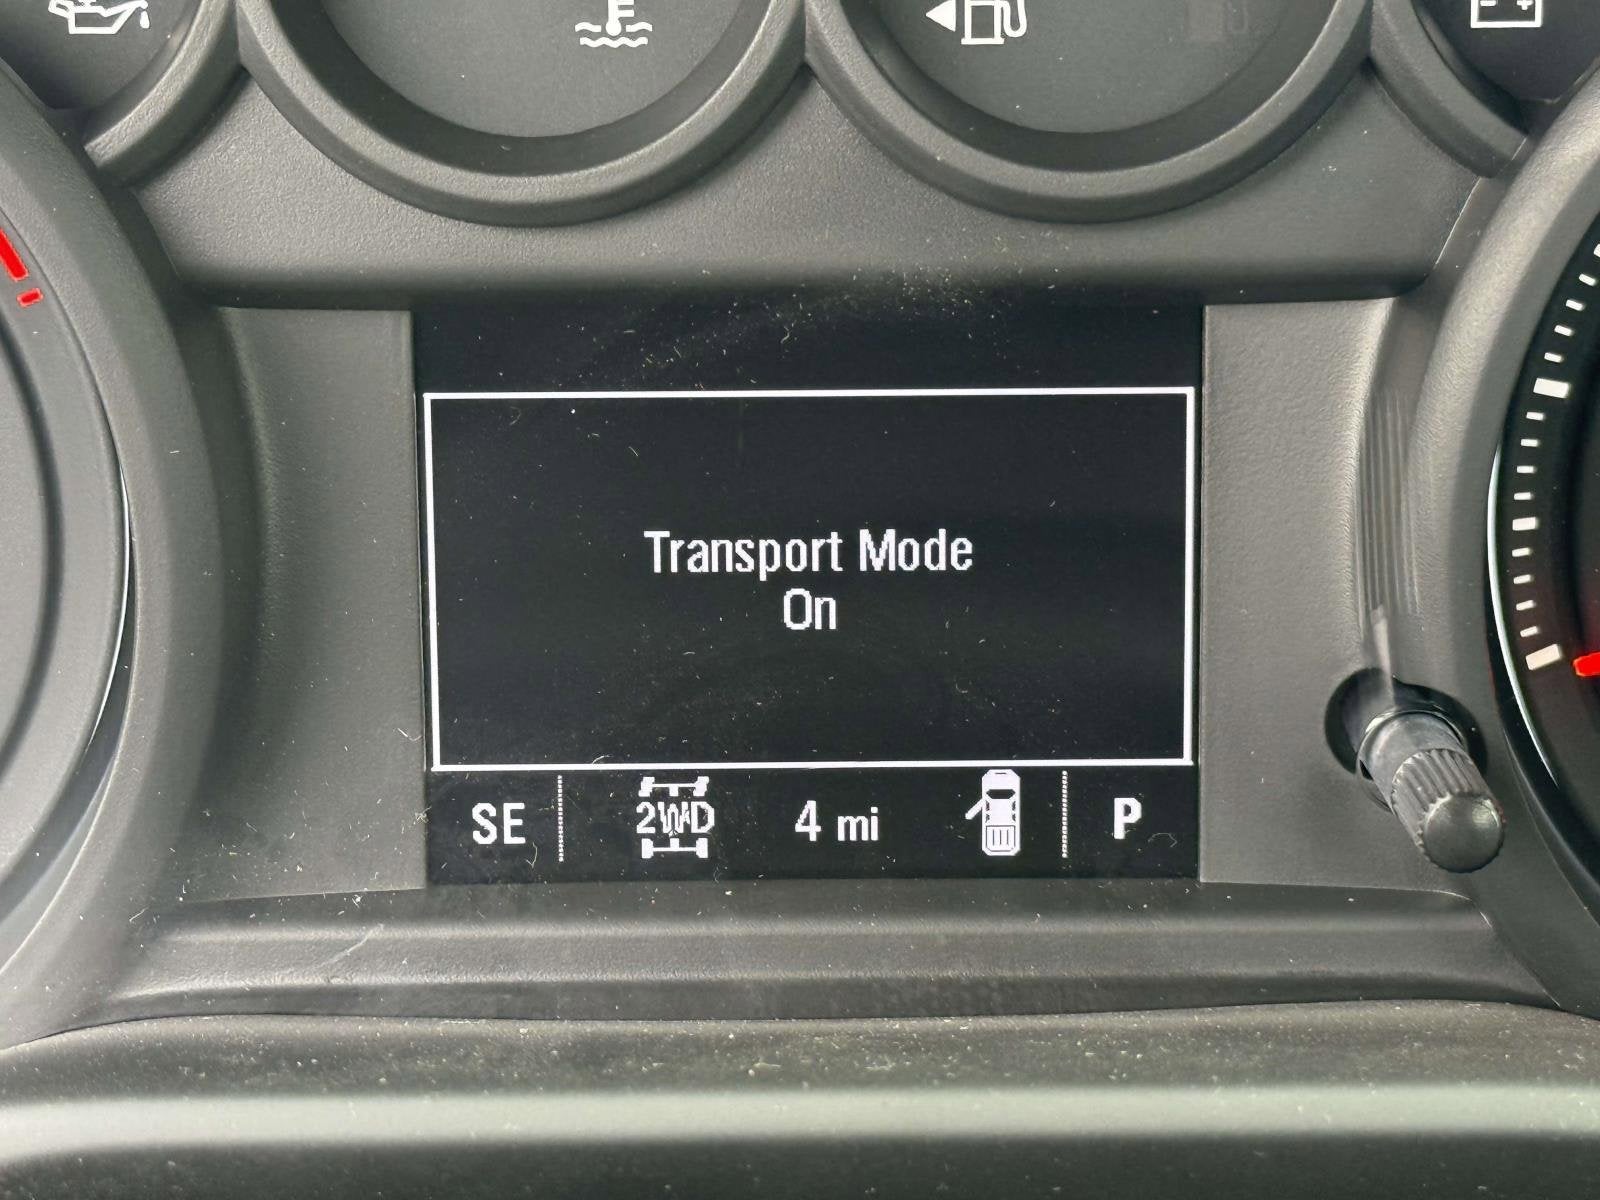 Transport Mode
On
SE 2WD 4 mi P